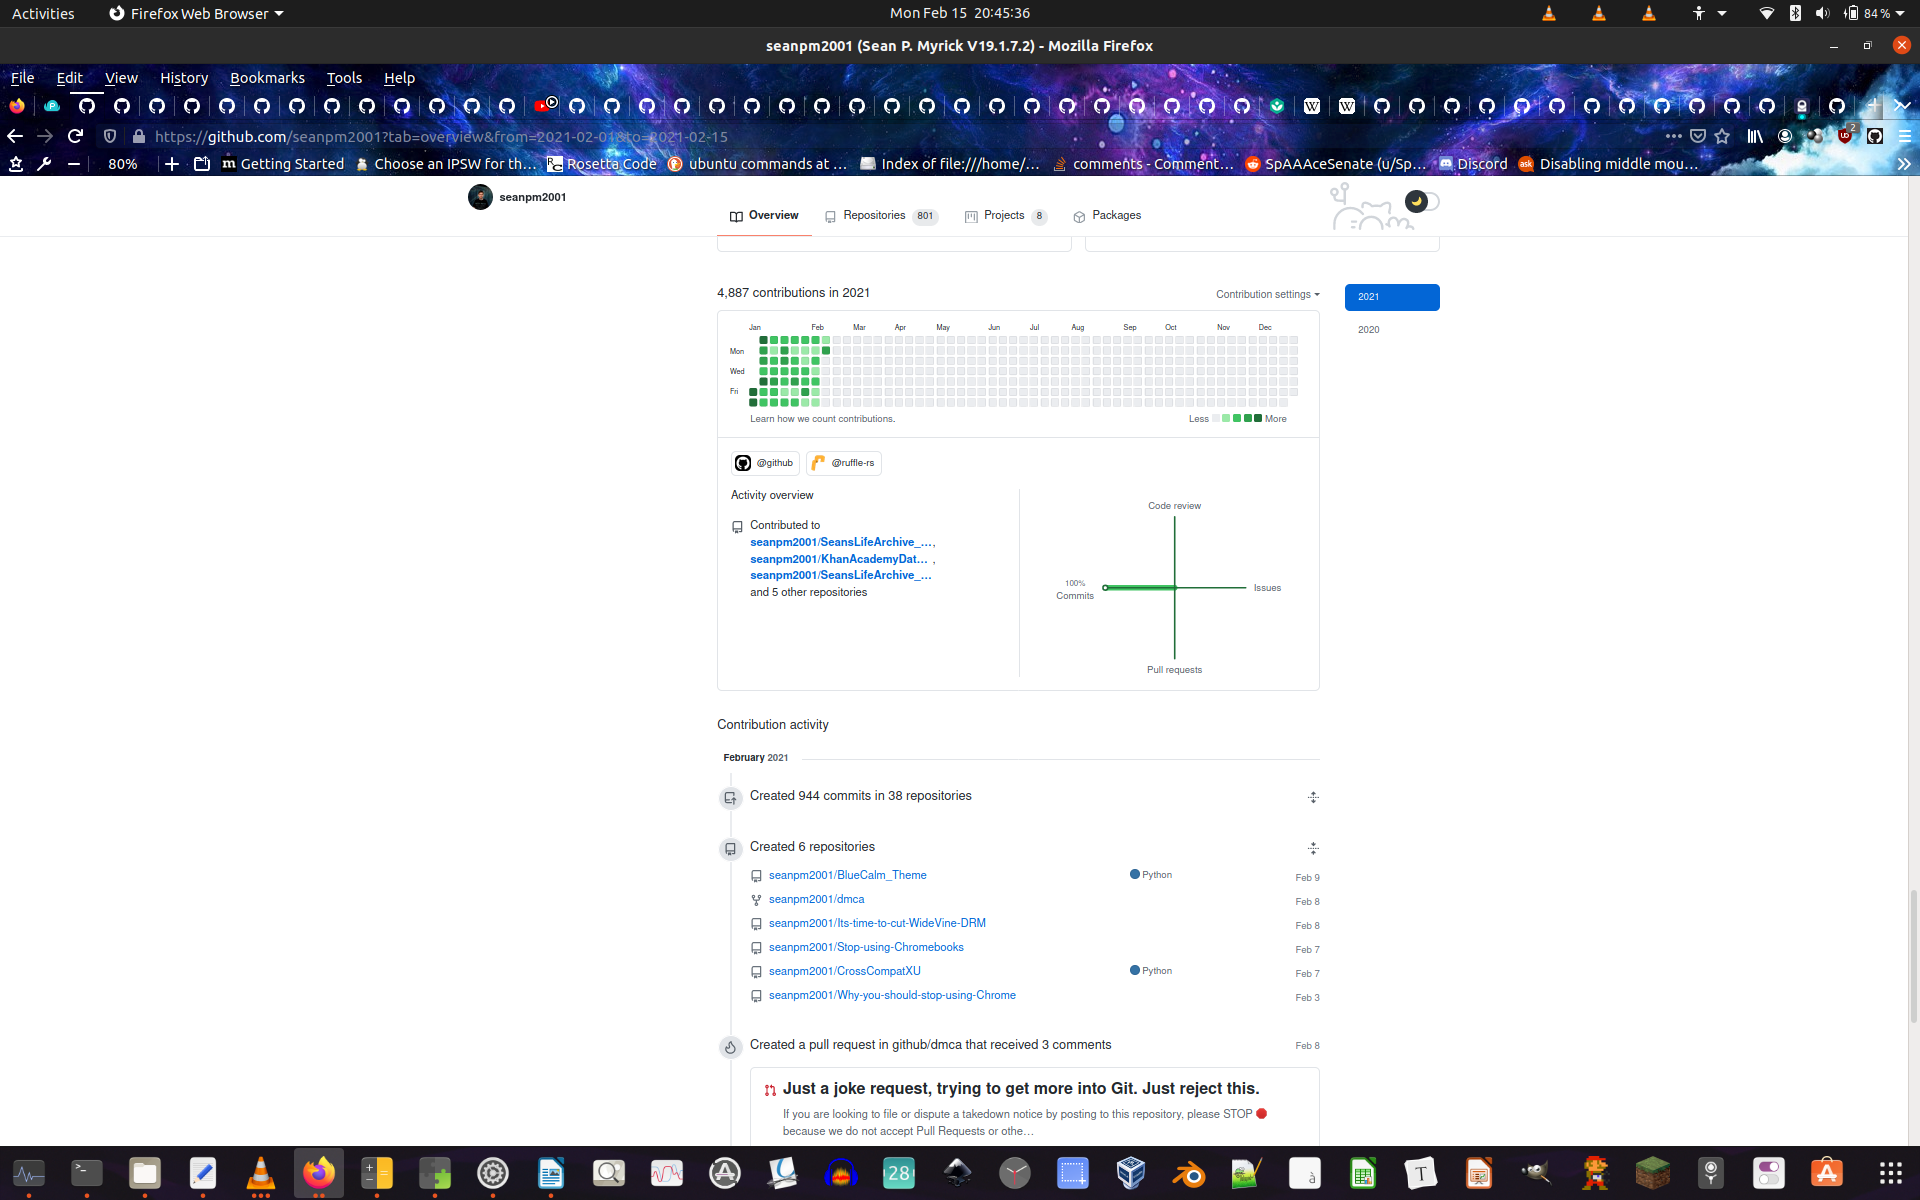 Activities
Firefox Web Browser
Mon Feb 15 20:45:36
84 %
seanpm2001 (Sean P. Myrick V19.1.7.2) - Mozilla Firefox
File Edit View History Bookmarks Tools Help
https://github.com/seanpm2001?tab=overview&from=2021-02-01&to=2021-02-15
2
80%
Getting Started
Choose an IPSW for th…
Rosetta Code
ubuntu commands at …
Index of file:///home/…
comments - Comment…
SpAAAceSenate (u/Sp…
Discord
Disabling middle mou…
seanpm2001
Overview
Repositories 801
Projects 8
Packages
4,887 contributions in 2021
Contribution settings
2021
2020
Jan Feb Mar Apr May Jun Jul Aug Sep Oct Nov Dec
Mon
Wed
Fri
Learn how we count contributions.
Less More
@github
@ruffle-rs
Activity overview
Contributed to
seanpm2001/SeansLifeArchive_… ,
seanpm2001/KhanAcademyDat… ,
seanpm2001/SeansLifeArchive_…
and 5 other repositories
Code review
100%
Commits
Issues
Pull requests
Contribution activity
February 2021
Created 944 commits in 38 repositories
Created 6 repositories
seanpm2001/BlueCalm_Theme Python Feb 9
seanpm2001/dmca Feb 8
seanpm2001/Its-time-to-cut-WideVine-DRM Feb 8
seanpm2001/Stop-using-Chromebooks Feb 7
seanpm2001/CrossCompatXU Python Feb 7
seanpm2001/Why-you-should-stop-using-Chrome Feb 3
Created a pull request in github/dmca that received 3 comments Feb 8
Just a joke request, trying to get more into Git. Just reject this.
If you are looking to file or dispute a takedown notice by posting to this repository, please STOP
because we do not accept Pull Requests or othe…
28